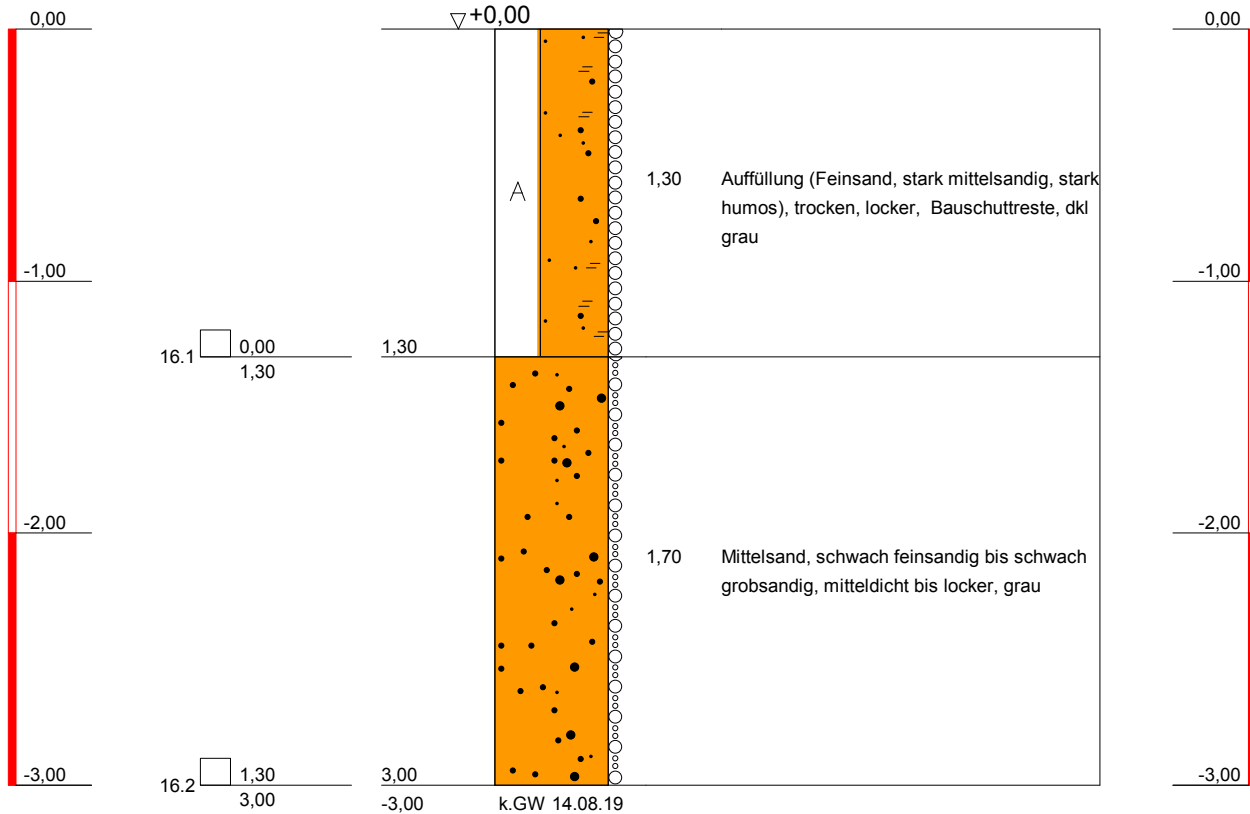 +0,00
0,00
0,00
1,30
Auffüllung (Feinsand, stark mittelsandig, stark
humos), trocken, locker, Bauschuttreste, dkl
grau
A
-1,00
-1,00
16.1
0,00
1,30
1,30
-2,00
-2,00
1,70
Mittelsand, schwach feinsandig bis schwach
grobsandig, mitteldicht bis locker, grau
-3,00
-3,00
16.2
1,30
3,00
3,00
-3,00
k.GW 14.08.19